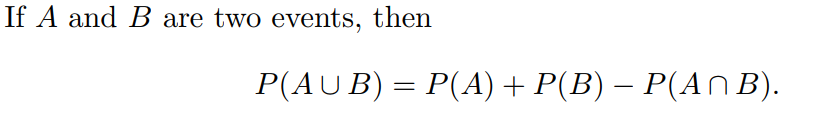 If A and B are two events, then
P(A ∪ B) = P(A) + P(B) − P(A ∩ B).